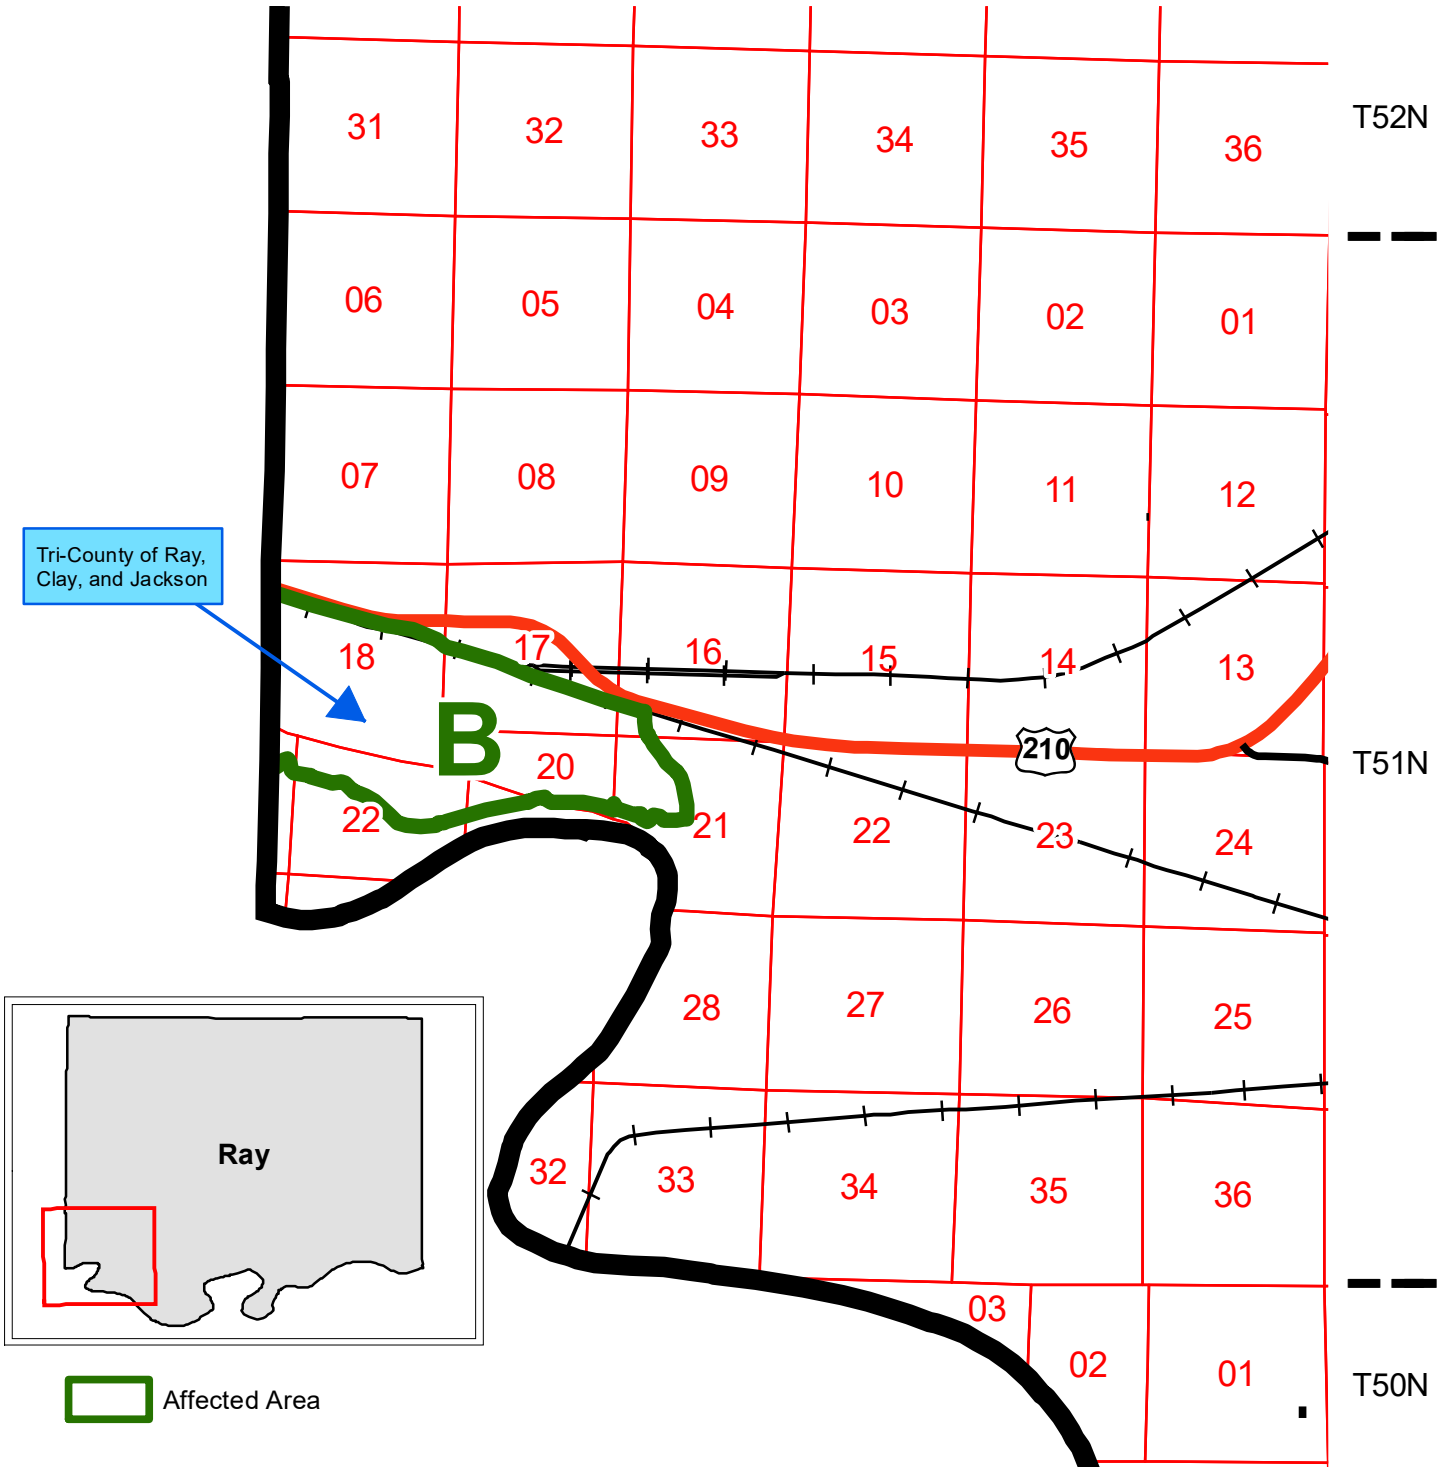 31 32 33 34 35 36 T52N
06 05 04 03 02 01
07 08 09 10 11 12
Tri-County of Ray,
Clay, and Jackson
18 17 16 15 14 13
B 20 210 T51N
22 21 22 23 24
28 27 26 25
Ray
32 33 34 35 36
03
02 01 T50N
Affected Area